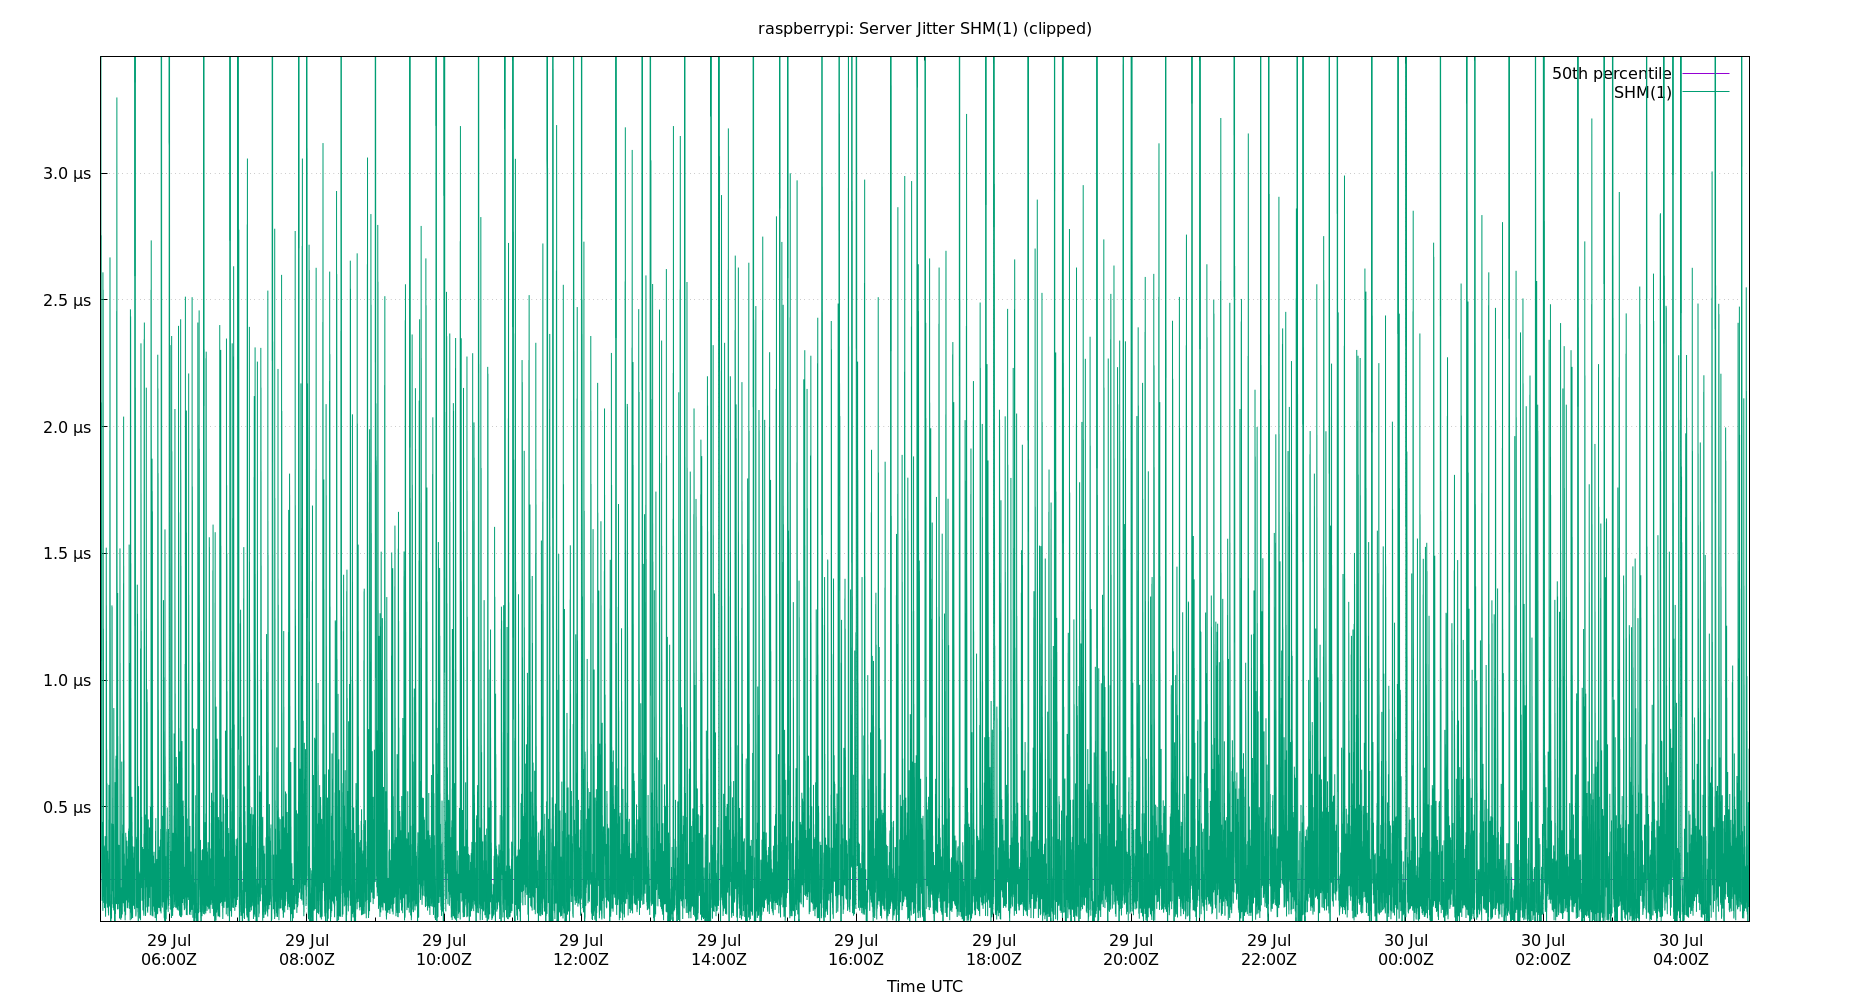 raspberrypi: Server Jitter SHM(1) (clipped)
50th percentile
SHM(1)
3.0 µs
2.5 µs
2.0 µs
1.5 µs
1.0 µs
0.5 µs
29 Jul 29 Jul 29 Jul 29 Jul 29 Jul 29 Jul 29 Jul 29 Jul 29 Jul 30 Jul 30 Jul 30 Jul
06:00Z 08:00Z 10:00Z 12:00Z 14:00Z 16:00Z 18:00Z 20:00Z 22:00Z 00:00Z 02:00Z 04:00Z
Time UTC